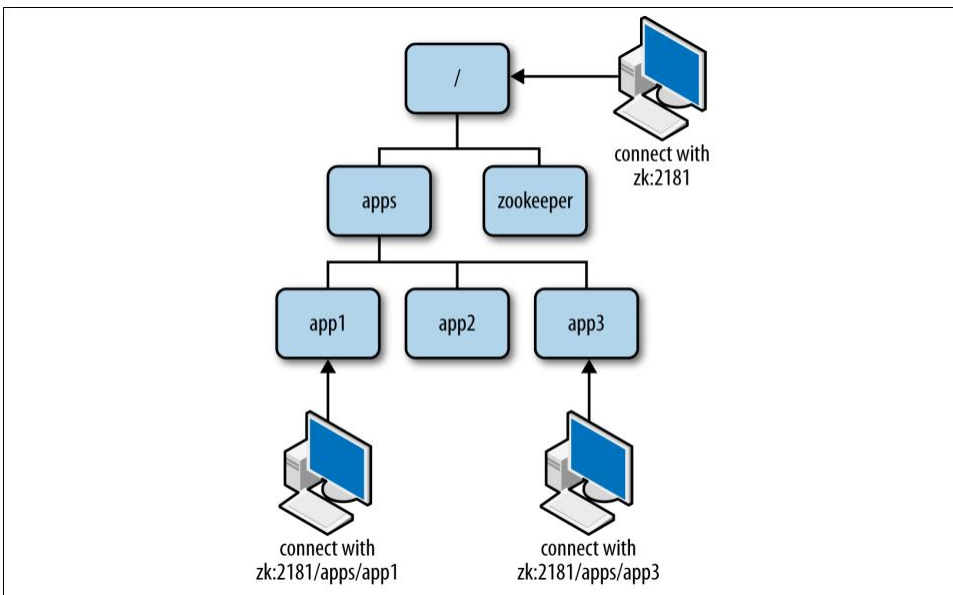 /
connect with
zk:2181
apps
zookeeper
app1
app2
app3
connect with
zk:2181/apps/app1
connect with
zk:2181/apps/app3